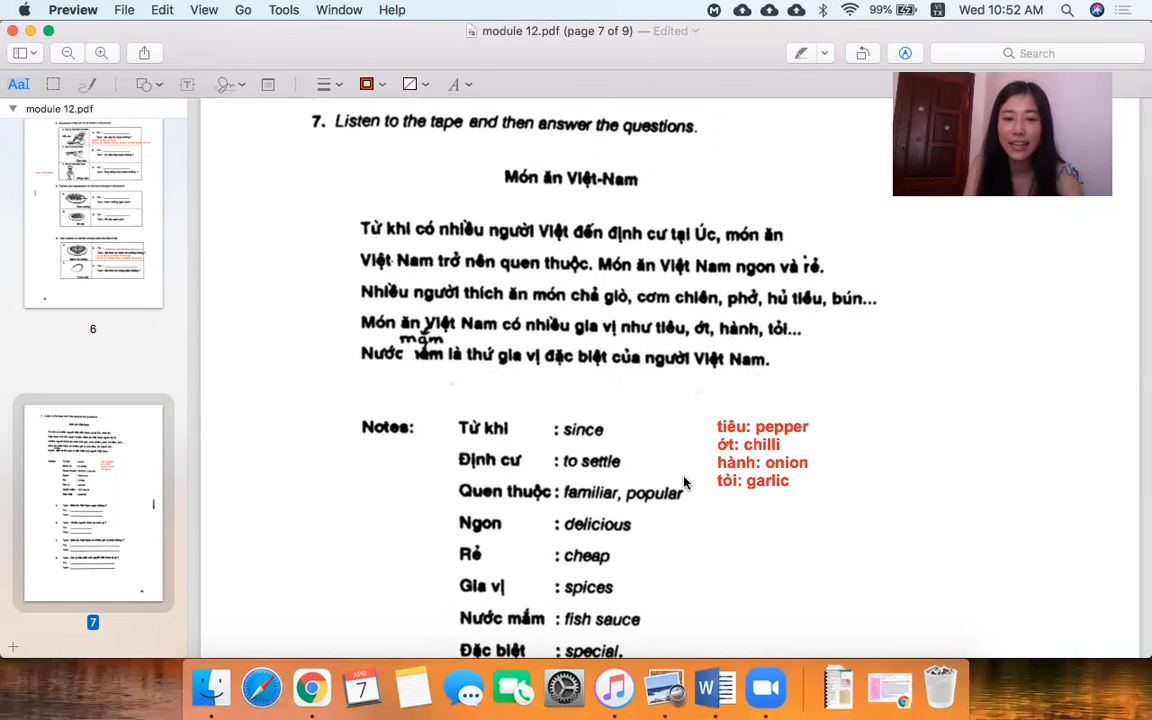 Preview File Edit View Go Tools Window Help 99% Wed 10:52 AM
module 12.pdf (page 7 of 9) — Edited
Search
module 12.pdf
6
7
7. Listen to the tape and then answer the questions.
Món ăn Việt-Nam
Từ khi có nhiều người Việt đến định cư tại Úc, món ăn
Việt Nam trở nên quen thuộc. Món ăn Việt Nam ngon và rẻ.
Nhiều người thích ăn món chả giò, cơm chiên, phở, hủ tiếu, bún...
Món ăn Việt Nam có nhiều gia vị như tiêu, ớt, hành, tỏi...
mắm
Nước là thứ gia vị đặc biệt của người Việt Nam.
Notes: Từ khi : since
Định cư : to settle
Quen thuộc : familiar, popular
Ngon : delicious
Rẻ : cheap
Gia vị : spices
Nước mắm : fish sauce
Đặc biệt : special.
tiêu: pepper
ớt: chilli
hành: onion
tỏi: garlic
APR
7
W